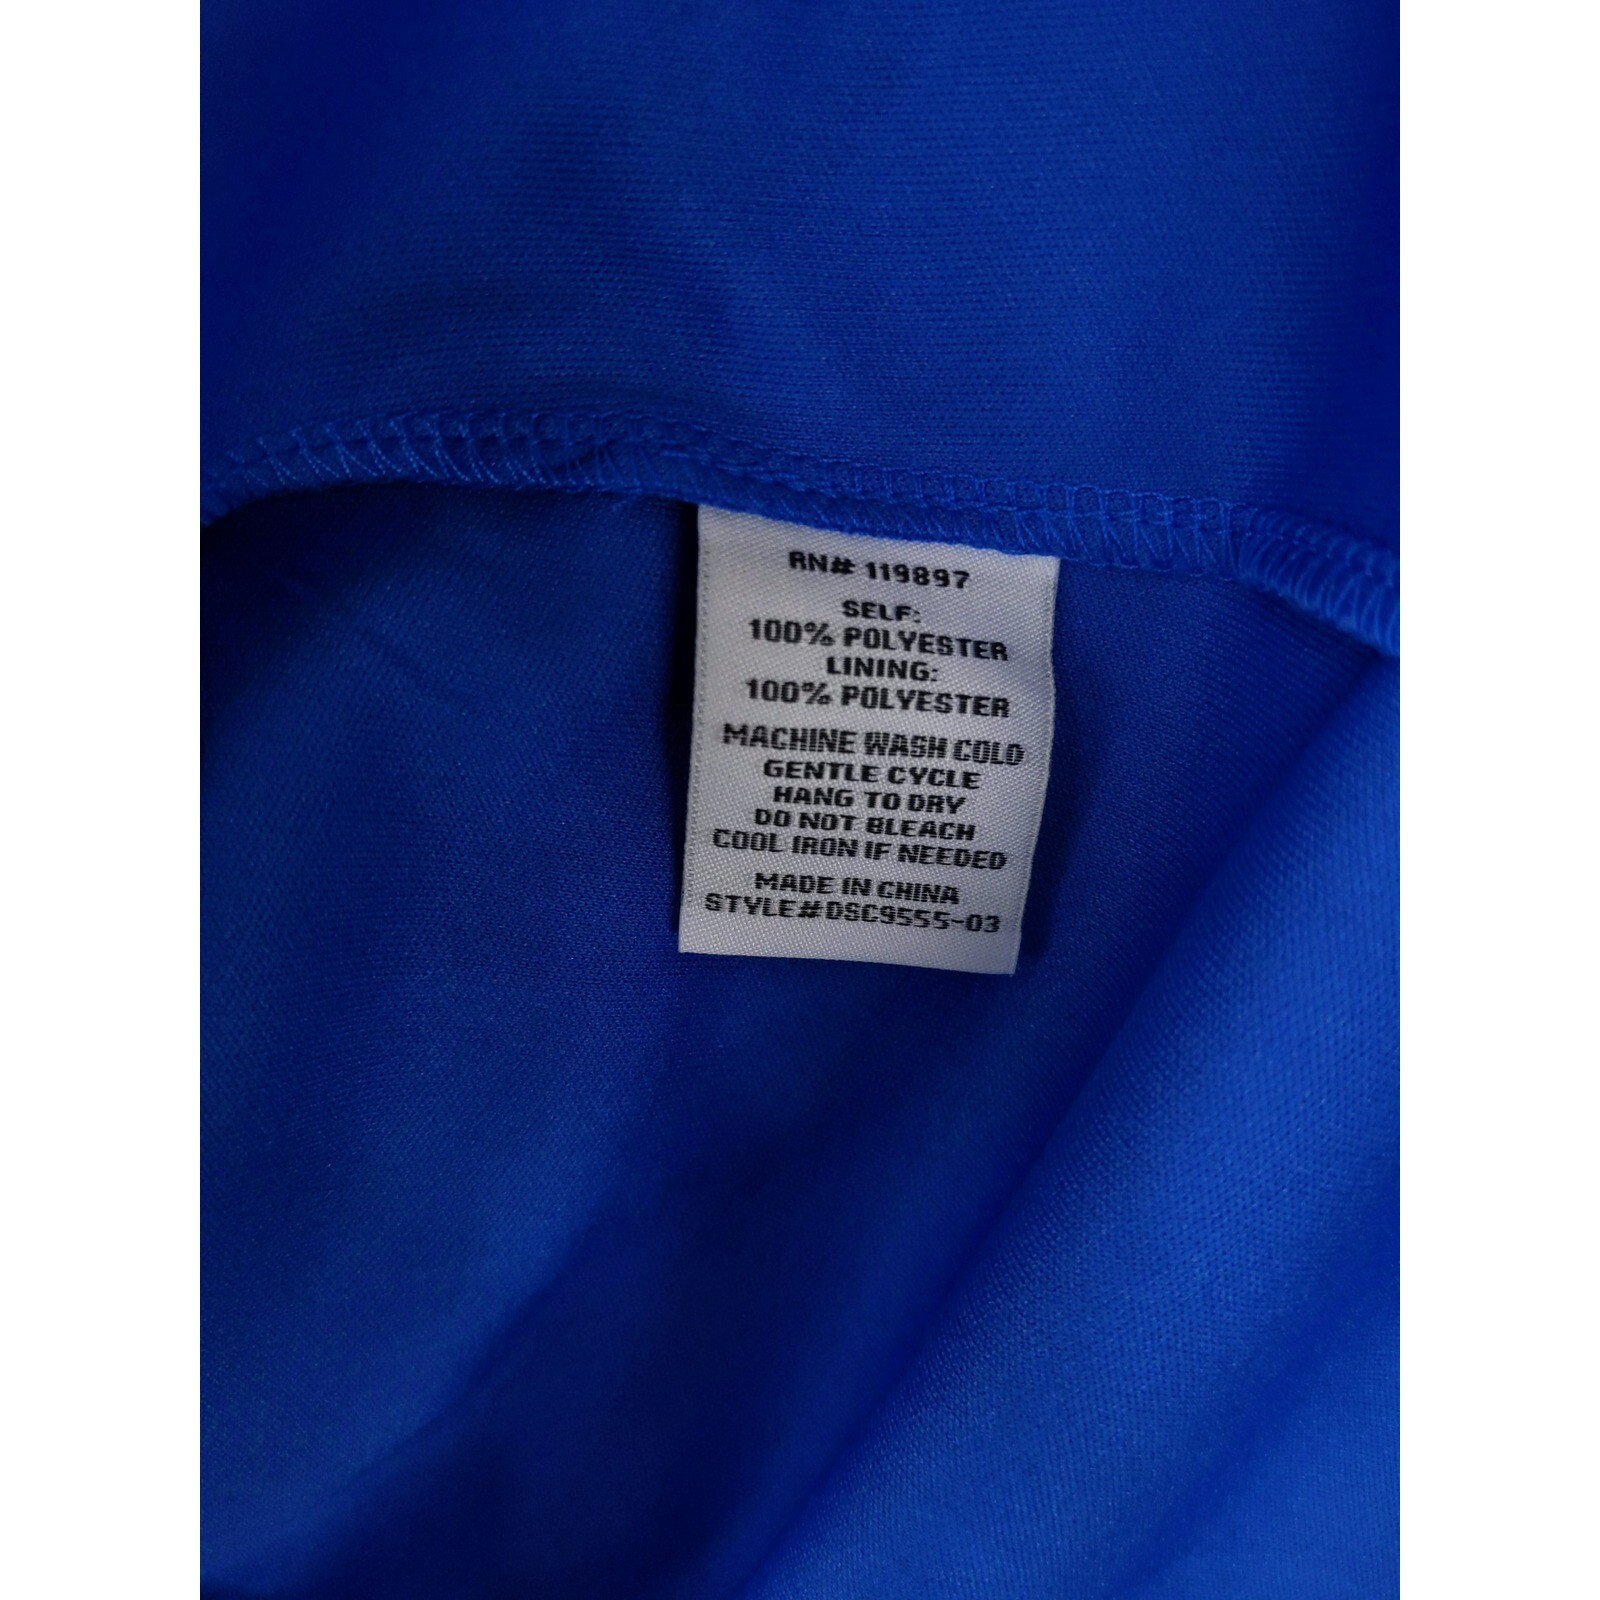 RN# 119897
SELF:
100% POLYESTER
LINING:
100% POLYESTER
MACHINE WASH COLD
GENTLE CYCLE
HANG TO DRY
DO NOT BLEACH
COOL IRON IF NEEDED
MADE IN CHINA
STYLE#DSC9555-03